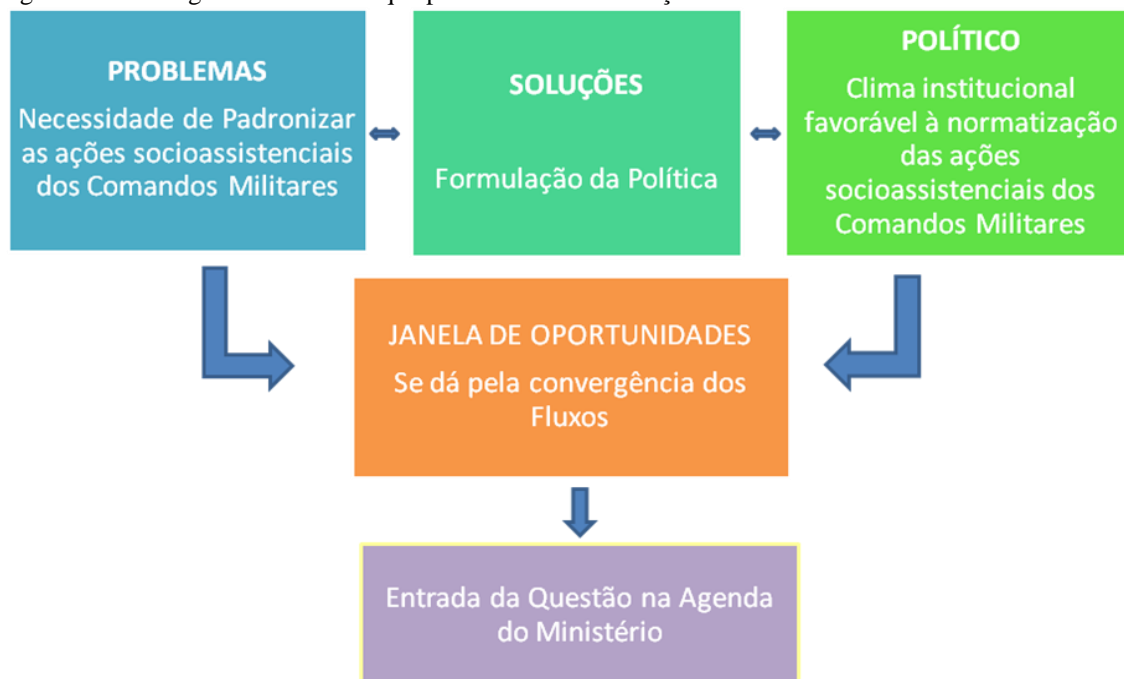 PROBLEMAS
Necessidade de Padronizar
as ações socioassistenciais
dos Comandos Militares
SOLUÇÕES
Formulação da Política
POLÍTICO
Clima institucional
favorável à normatização
das ações
socioassistenciais dos
Comandos Militares
JANELA DE OPORTUNIDADES
Se dá pela convergência dos
Fluxos
Entrada da Questão na Agenda
do Ministério